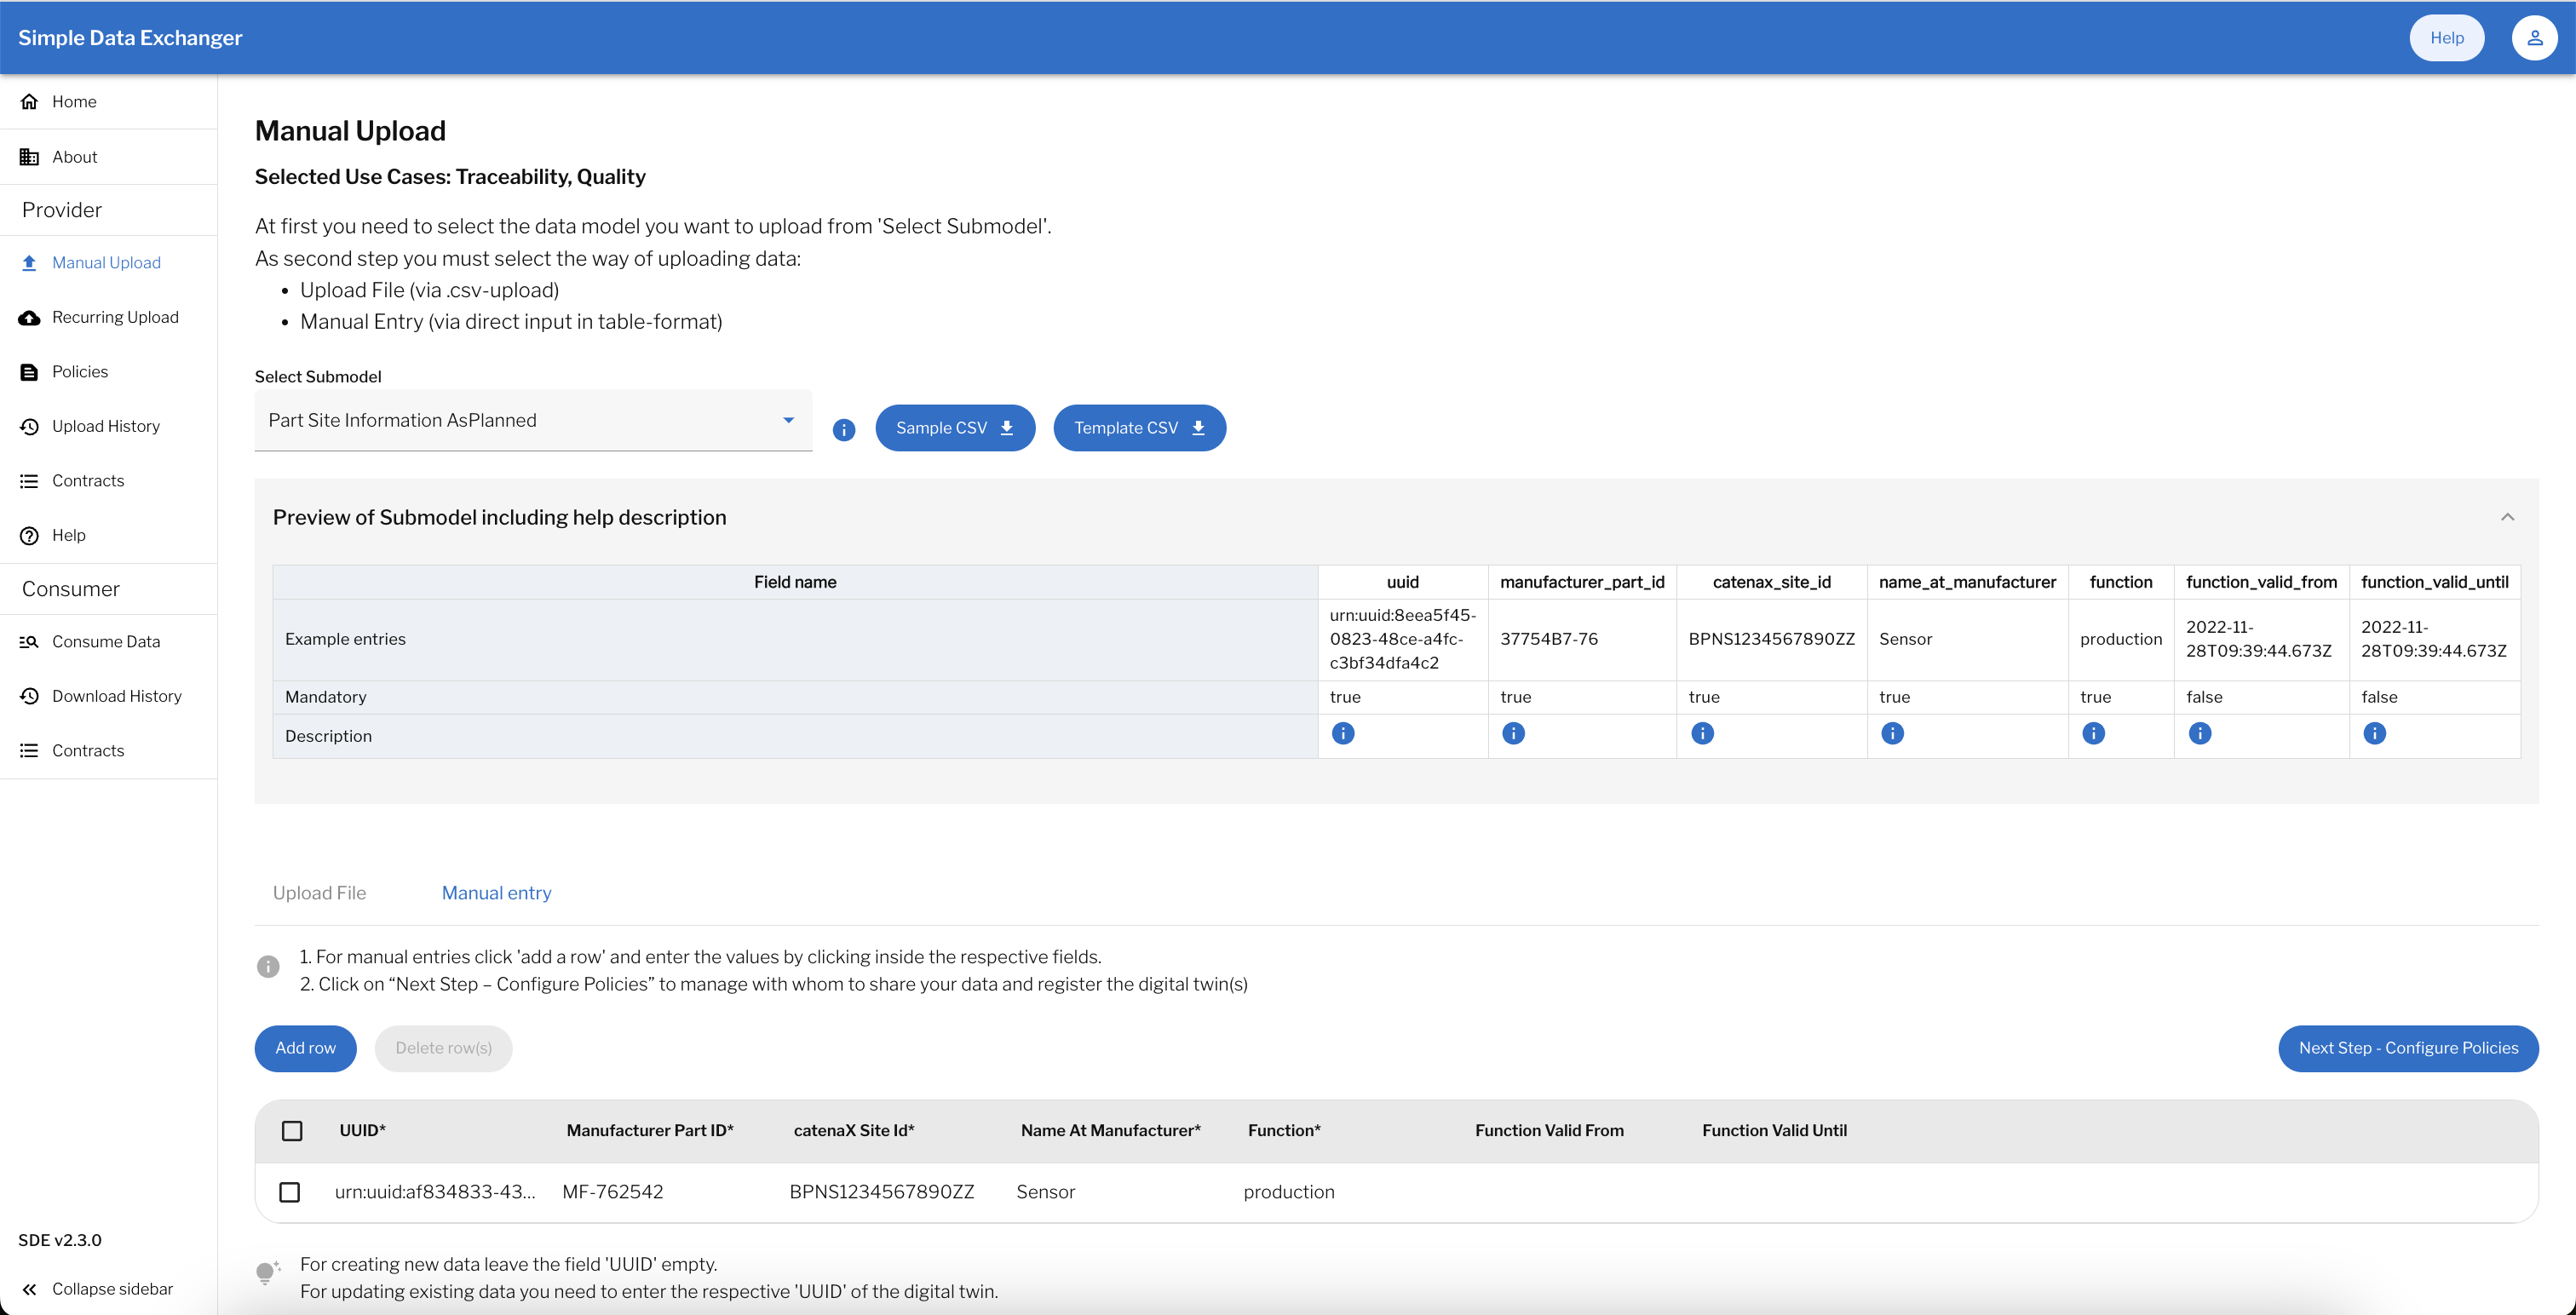 Simple Data Exchanger
Help
Home
About
Provider
Manual Upload
Recurring Upload
Policies
Upload History
Contracts
Help
Consumer
Consume Data
Download History
Contracts
SDE v2.3.0
Collapse sidebar
Manual Upload
Selected Use Cases: Traceability, Quality
At first you need to select the data model you want to upload from 'Select Submodel'.
As second step you must select the way of uploading data:
• Upload File (via .csv-upload)
• Manual Entry (via direct input in table-format)
Select Submodel
Part Site Information AsPlanned
Sample CSV
Template CSV
Preview of Submodel including help description
Field name uuid manufacturer_part_id catenax_site_id name_at_manufacturer function function_valid_from function_valid_until
Example entries
urn:uuid:8eea5f45-
0823-48ce-a4fc-
c3bf34dfa4c2
37754B7-76
BPNS1234567890ZZ
Sensor
production
2022-11-
28T09:39:44.673Z
2022-11-
28T09:39:44.673Z
Mandatory true true true true true false false
Description
Upload File
Manual entry
1. For manual entries click 'add a row' and enter the values by clicking inside the respective fields.
2. Click on “Next Step – Configure Policies” to manage with whom to share your data and register the digital twin(s)
Add row
Delete row(s)
Next Step - Configure Policies
UUID* Manufacturer Part ID* catenaX Site Id* Name At Manufacturer* Function* Function Valid From Function Valid Until
urn:uuid:af834833-43... MF-762542 BPNS1234567890ZZ Sensor production
For creating new data leave the field 'UUID' empty.
For updating existing data you need to enter the respective 'UUID' of the digital twin.